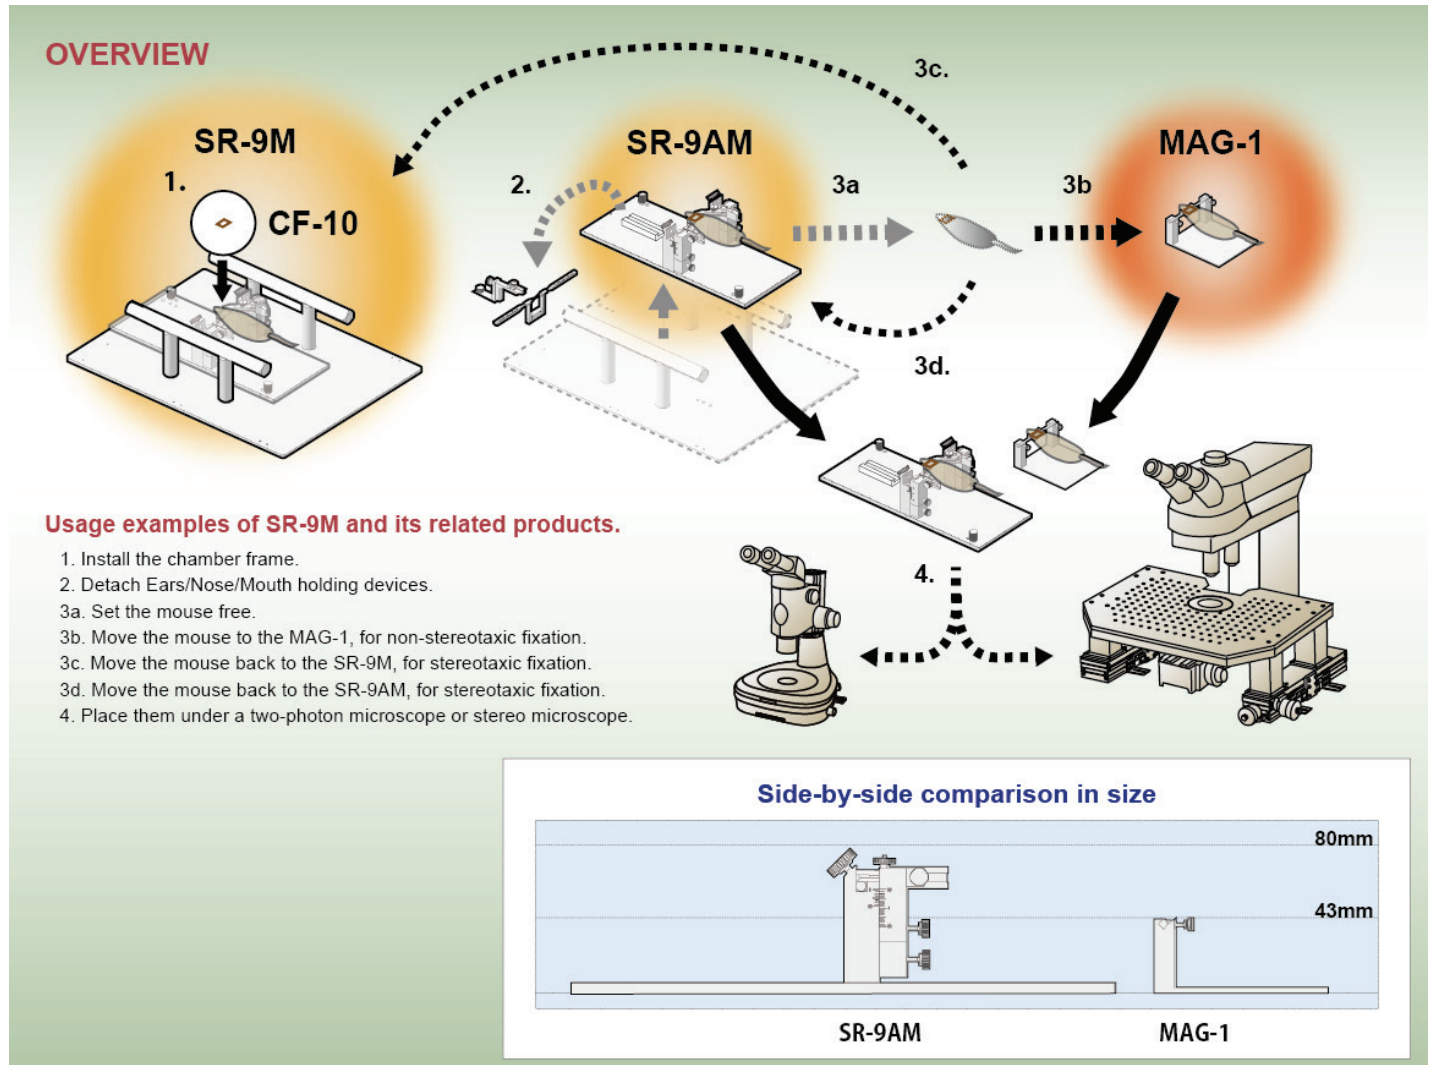 OVERVIEW
3c.
SR-9M
SR-9AM
MAG-1
1.
2.
3a
3b
CF-10
3d.
Usage examples of SR-9M and its related products.
1. Install the chamber frame.
2. Detach Ears/Nose/Mouth holding devices.
3a. Set the mouse free.
3b. Move the mouse to the MAG-1, for non-stereotaxic fixation.
3c. Move the mouse back to the SR-9M, for stereotaxic fixation.
3d. Move the mouse back to the SR-9AM, for stereotaxic fixation.
4. Place them under a two-photon microscope or stereo microscope.
4.
Side-by-side comparison in size
80mm
43mm
SR-9AM
MAG-1